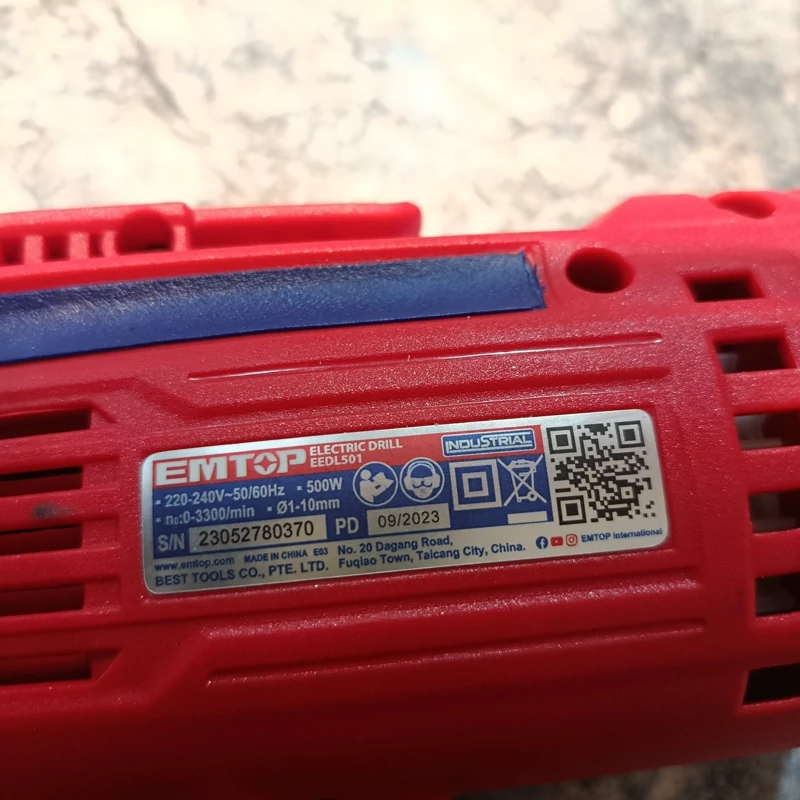 EMTOP ELECTRIC DRILL INDUSTRIAL
EEDL501
• 220-240V~50/60Hz • 500W
• n₀:0-3300/min • Ø1-10mm
S/N 23052780370 PD 09/2023
www.emtop.com MADE IN CHINA E03 No. 20 Dagang Road,
BEST TOOLS CO., PTE. LTD. Fuqiao Town, Taicang City, China.
EMTOP international